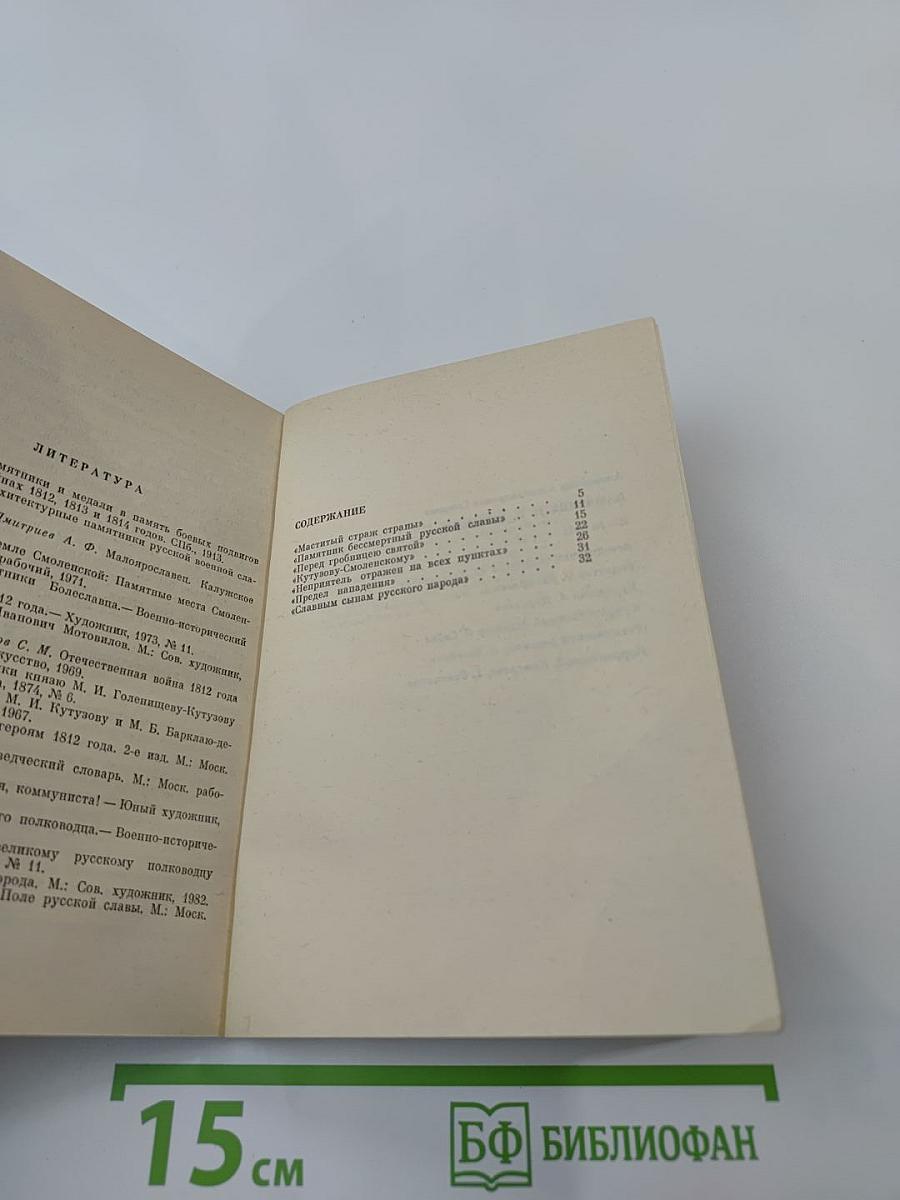 ЛИТЕРАТУРА
мятники и медали в память боевых подвигов
нах 1812, 1813 и 1814 годов. СПб., 1913.
хитектурные памятники русской военной сла-
Дмитриев А. Ф. Малоярославец. Калужское
емле Смоленской: Памятные места Смолен-
рабочий, 1971.
тники Болеславца.— Военно-исторический
12 года.— Художник, 1973, № 11.
Иванович Мотовилов. М.: Сов. художник,
ов С. М. Отечественная война 1812 года
кусство, 1969.
ки князю М. И. Голенищеву-Кутузову
а, 1874, № 6.
М. И. Кутузову и М. Б. Барклаю-де-
1967.
героям 1812 года. 2-е изд. М.: Моск.
ведческий словарь. М.: Моск. рабо-
я, коммуниста! — Юный художник,
го полководца.— Военно-историче-
великому русскому полководцу
№ 11.
орода. М.: Сов. художник, 1982.
Поле русской славы. М.: Моск.
СОДЕРЖАНИЕ
«Маститый страж страны» . . . . . . . 5
«Памятник бессмертный русской славы» . . . 11
«Перед гробницею святой» . . . . . . . 15
«Кутузову-Смоленскому» . . . . . . . 22
«Неприятель отражен на всех пунктах» . . . 26
«Предел нападения» . . . . . . . . 31
«Славным сынам русского народа» . . . . . 32
15 см
БФ БИБЛИОФАН